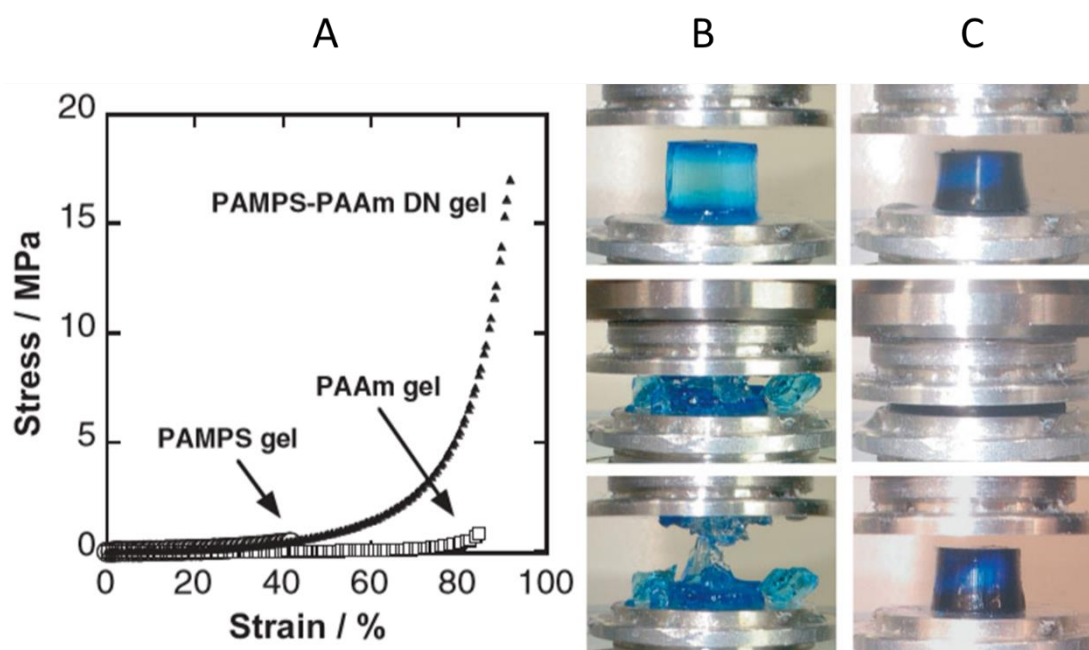 A
B
C
20
15
10
5
0
0
20
40
60
80
100
Stress / MPa
Strain / %
PAMPS-PAAm DN gel
PAAm gel
PAMPS gel